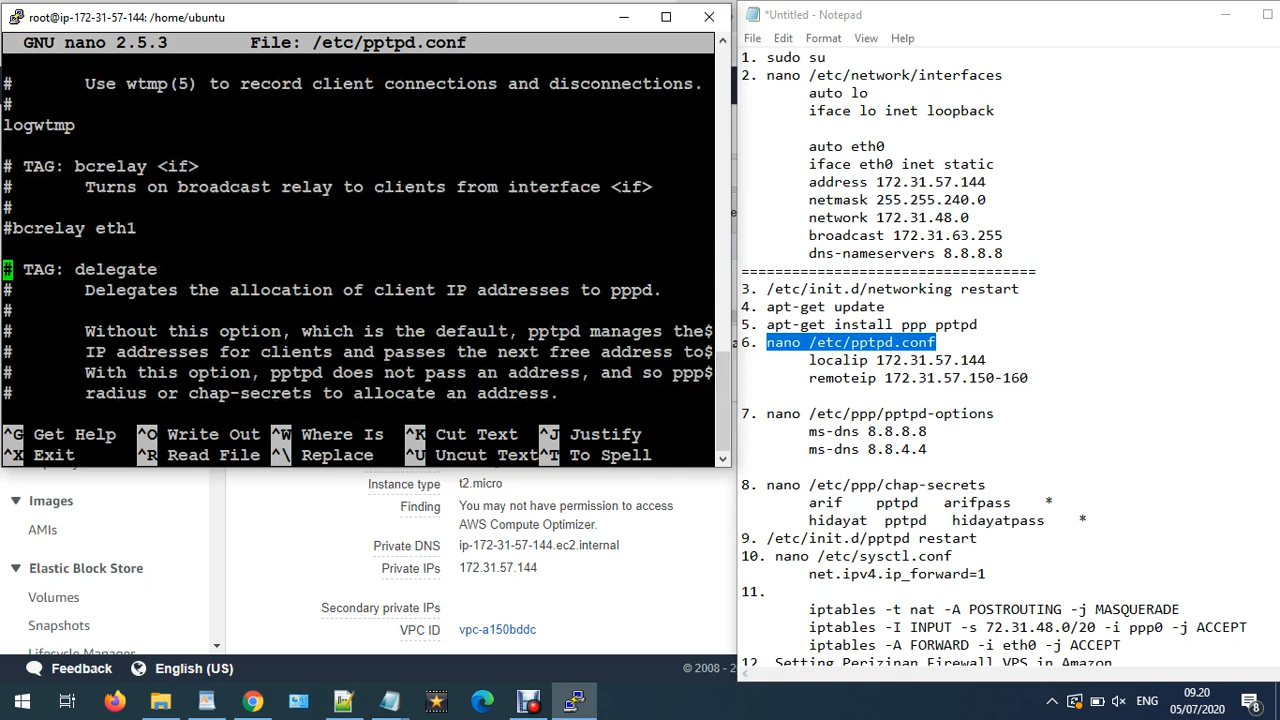 root@ip-172-31-57-144: /home/ubuntu
GNU nano 2.5.3 File: /etc/pptpd.conf
# Use wtmp(5) to record client connections and disconnections.
#
logwtmp
# TAG: bcrelay <if>
# Turns on broadcast relay to clients from interface <if>
#
#bcrelay eth1
# TAG: delegate
# Delegates the allocation of client IP addresses to pppd.
#
# Without this option, which is the default, pptpd manages the$
# IP addresses for clients and passes the next free address to$
# With this option, pptpd does not pass an address, and so ppp$
# radius or chap-secrets to allocate an address.
^G Get Help ^O Write Out ^W Where Is ^K Cut Text ^J Justify
^X Exit ^R Read File ^\ Replace ^U Uncut Text ^T To Spell
Images
AMIs
Elastic Block Store
Volumes
Snapshots
Instance type t2.micro
Finding You may not have permission to access
AWS Compute Optimizer.
Private DNS ip-172-31-57-144.ec2.internal
Private IPs 172.31.57.144
Secondary private IPs
VPC ID vpc-a150bddc
Feedback English (US) © 2008 - 2
*Untitled - Notepad
File Edit Format View Help
1. sudo su
2. nano /etc/network/interfaces
auto lo
iface lo inet loopback
auto eth0
iface eth0 inet static
address 172.31.57.144
netmask 255.255.240.0
network 172.31.48.0
broadcast 172.31.63.255
dns-nameservers 8.8.8.8
===================================
3. /etc/init.d/networking restart
4. apt-get update
5. apt-get install ppp pptpd
6. nano /etc/pptpd.conf
localip 172.31.57.144
remoteip 172.31.57.150-160
7. nano /etc/ppp/pptpd-options
ms-dns 8.8.8.8
ms-dns 8.8.4.4
8. nano /etc/ppp/chap-secrets
arif pptpd arifpass *
hidayat pptpd hidayatpass *
9. /etc/init.d/pptpd restart
10. nano /etc/sysctl.conf
net.ipv4.ip_forward=1
11.
iptables -t nat -A POSTROUTING -j MASQUERADE
iptables -I INPUT -s 72.31.48.0/20 -i ppp0 -j ACCEPT
iptables -A FORWARD -i eth0 -j ACCEPT
12. Setting Perizinan Firewall VPS in Amazon
ENG
09.20
05/07/2020
8